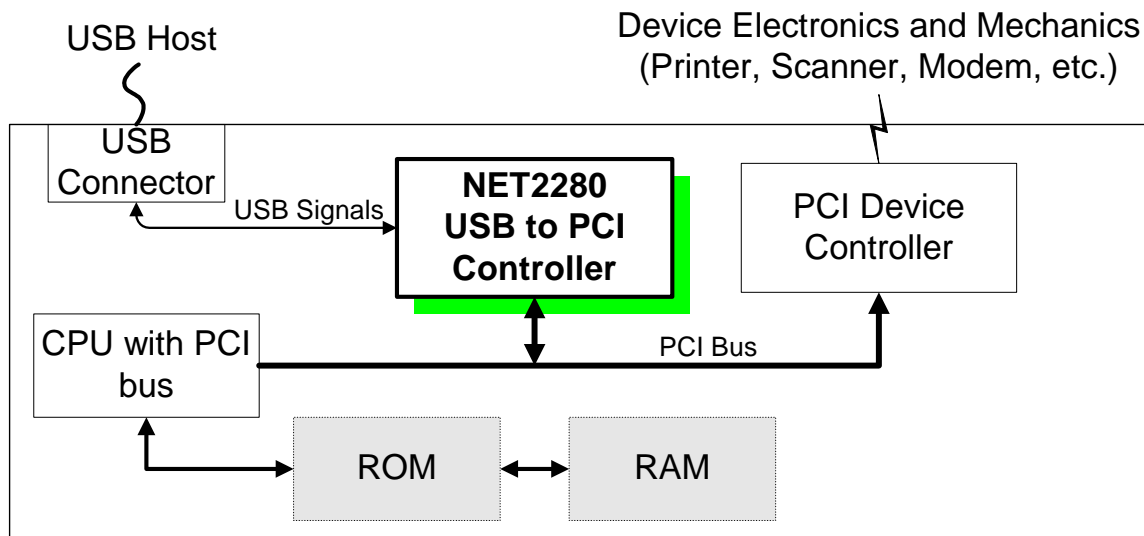 USB Host
Device Electronics and Mechanics
(Printer, Scanner, Modem, etc.)
USB
Connector
USB Signals
NET2280
USB to PCI
Controller
PCI Device
Controller
CPU with PCI
bus
PCI Bus
ROM
RAM